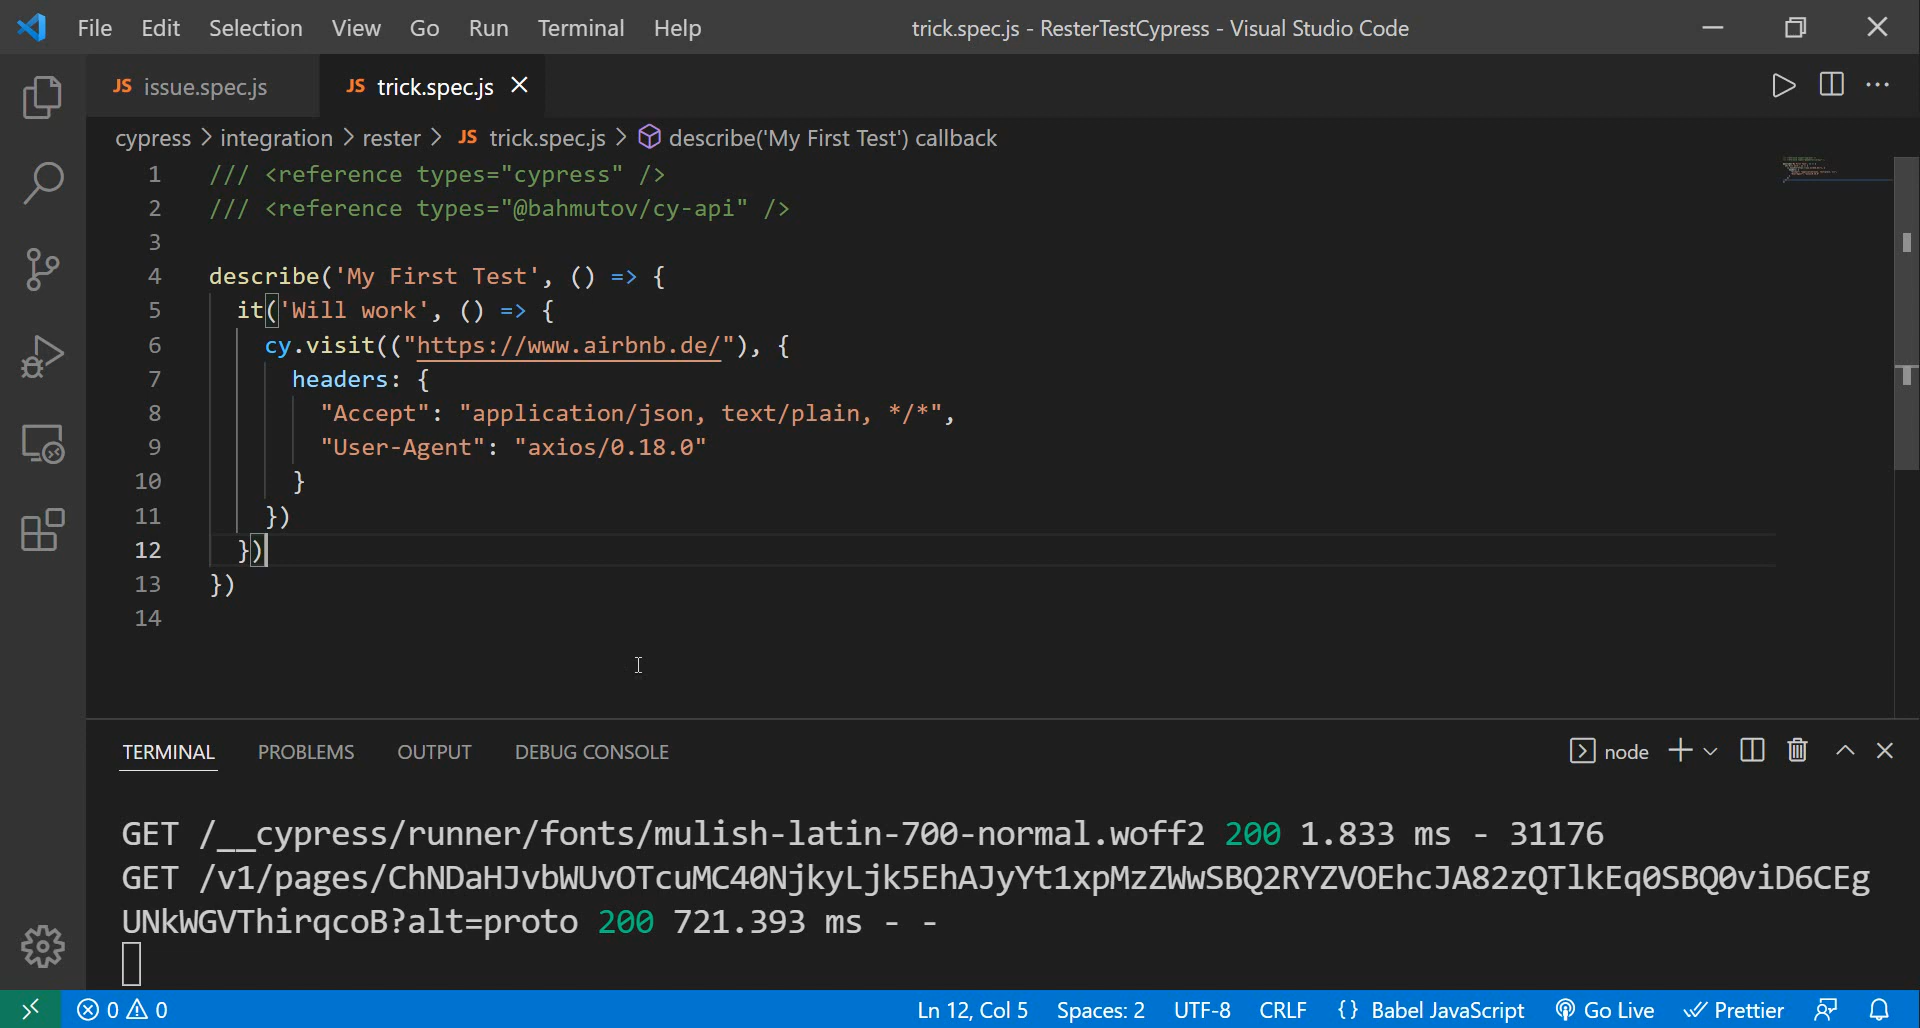 File Edit Selection View Go Run Terminal Help trick.spec.js - ResterTestCypress - Visual Studio Code
JS issue.spec.js JS trick.spec.js
cypress > integration > rester > JS trick.spec.js > describe('My First Test') callback
1 /// <reference types="cypress" />
2 /// <reference types="@bahmutov/cy-api" />
3
4 describe('My First Test', () => {
5 it('Will work', () => {
6 cy.visit(("https://www.airbnb.de/"), {
7 headers: {
8 "Accept": "application/json, text/plain, */*",
9 "User-Agent": "axios/0.18.0"
10 }
11 })
12 })
13 })
14
TERMINAL PROBLEMS OUTPUT DEBUG CONSOLE node
GET /__cypress/runner/fonts/mulish-latin-700-normal.woff2 200 1.833 ms - 31176
GET /v1/pages/ChNDaHJvbWUvOTcuMC40NjkyLjk5EhAJyYt1xpMzZWwSBQ2RYZVOEhcJA82zQTlkEq0SBQ0viD6CEg
UNkWGVThirqcoB?alt=proto 200 721.393 ms - -
0 0 Ln 12, Col 5 Spaces: 2 UTF-8 CRLF {} Babel JavaScript Go Live Prettier